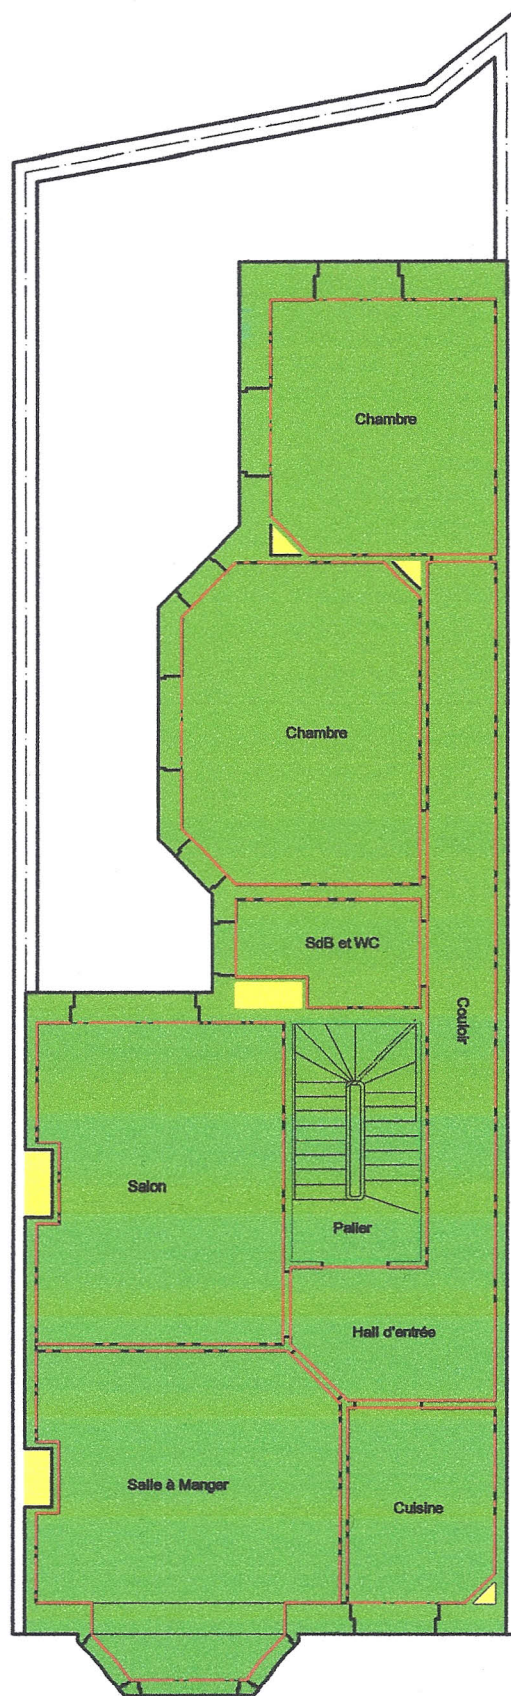 Chambre
Chambre
SdB et WC
Couloir
Salon
Palier
Hall d'entrée
Salle à Manger
Cuisine